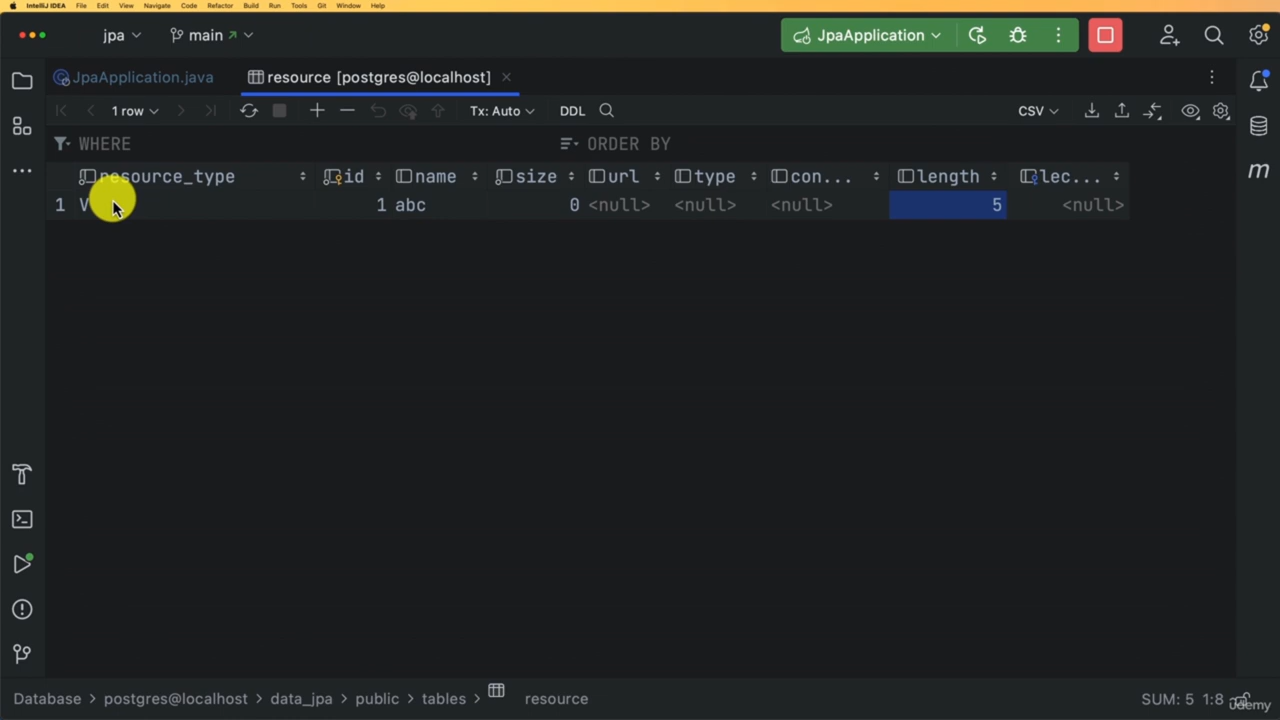 IntelliJ IDEA File Edit View Navigate Code Refactor Build Run Tools Git Window Help
jpa main JpaApplication
JpaApplication.java resource [postgres@localhost]
1 row Tx: Auto DDL CSV
WHERE ORDER BY
resource_type id name size url type con... length lec...
1 V 1 abc 0 <null> <null> <null> 5 <null>
m
Database > postgres@localhost > data_jpa > public > tables > resource SUM: 5 1:8
ûdemy